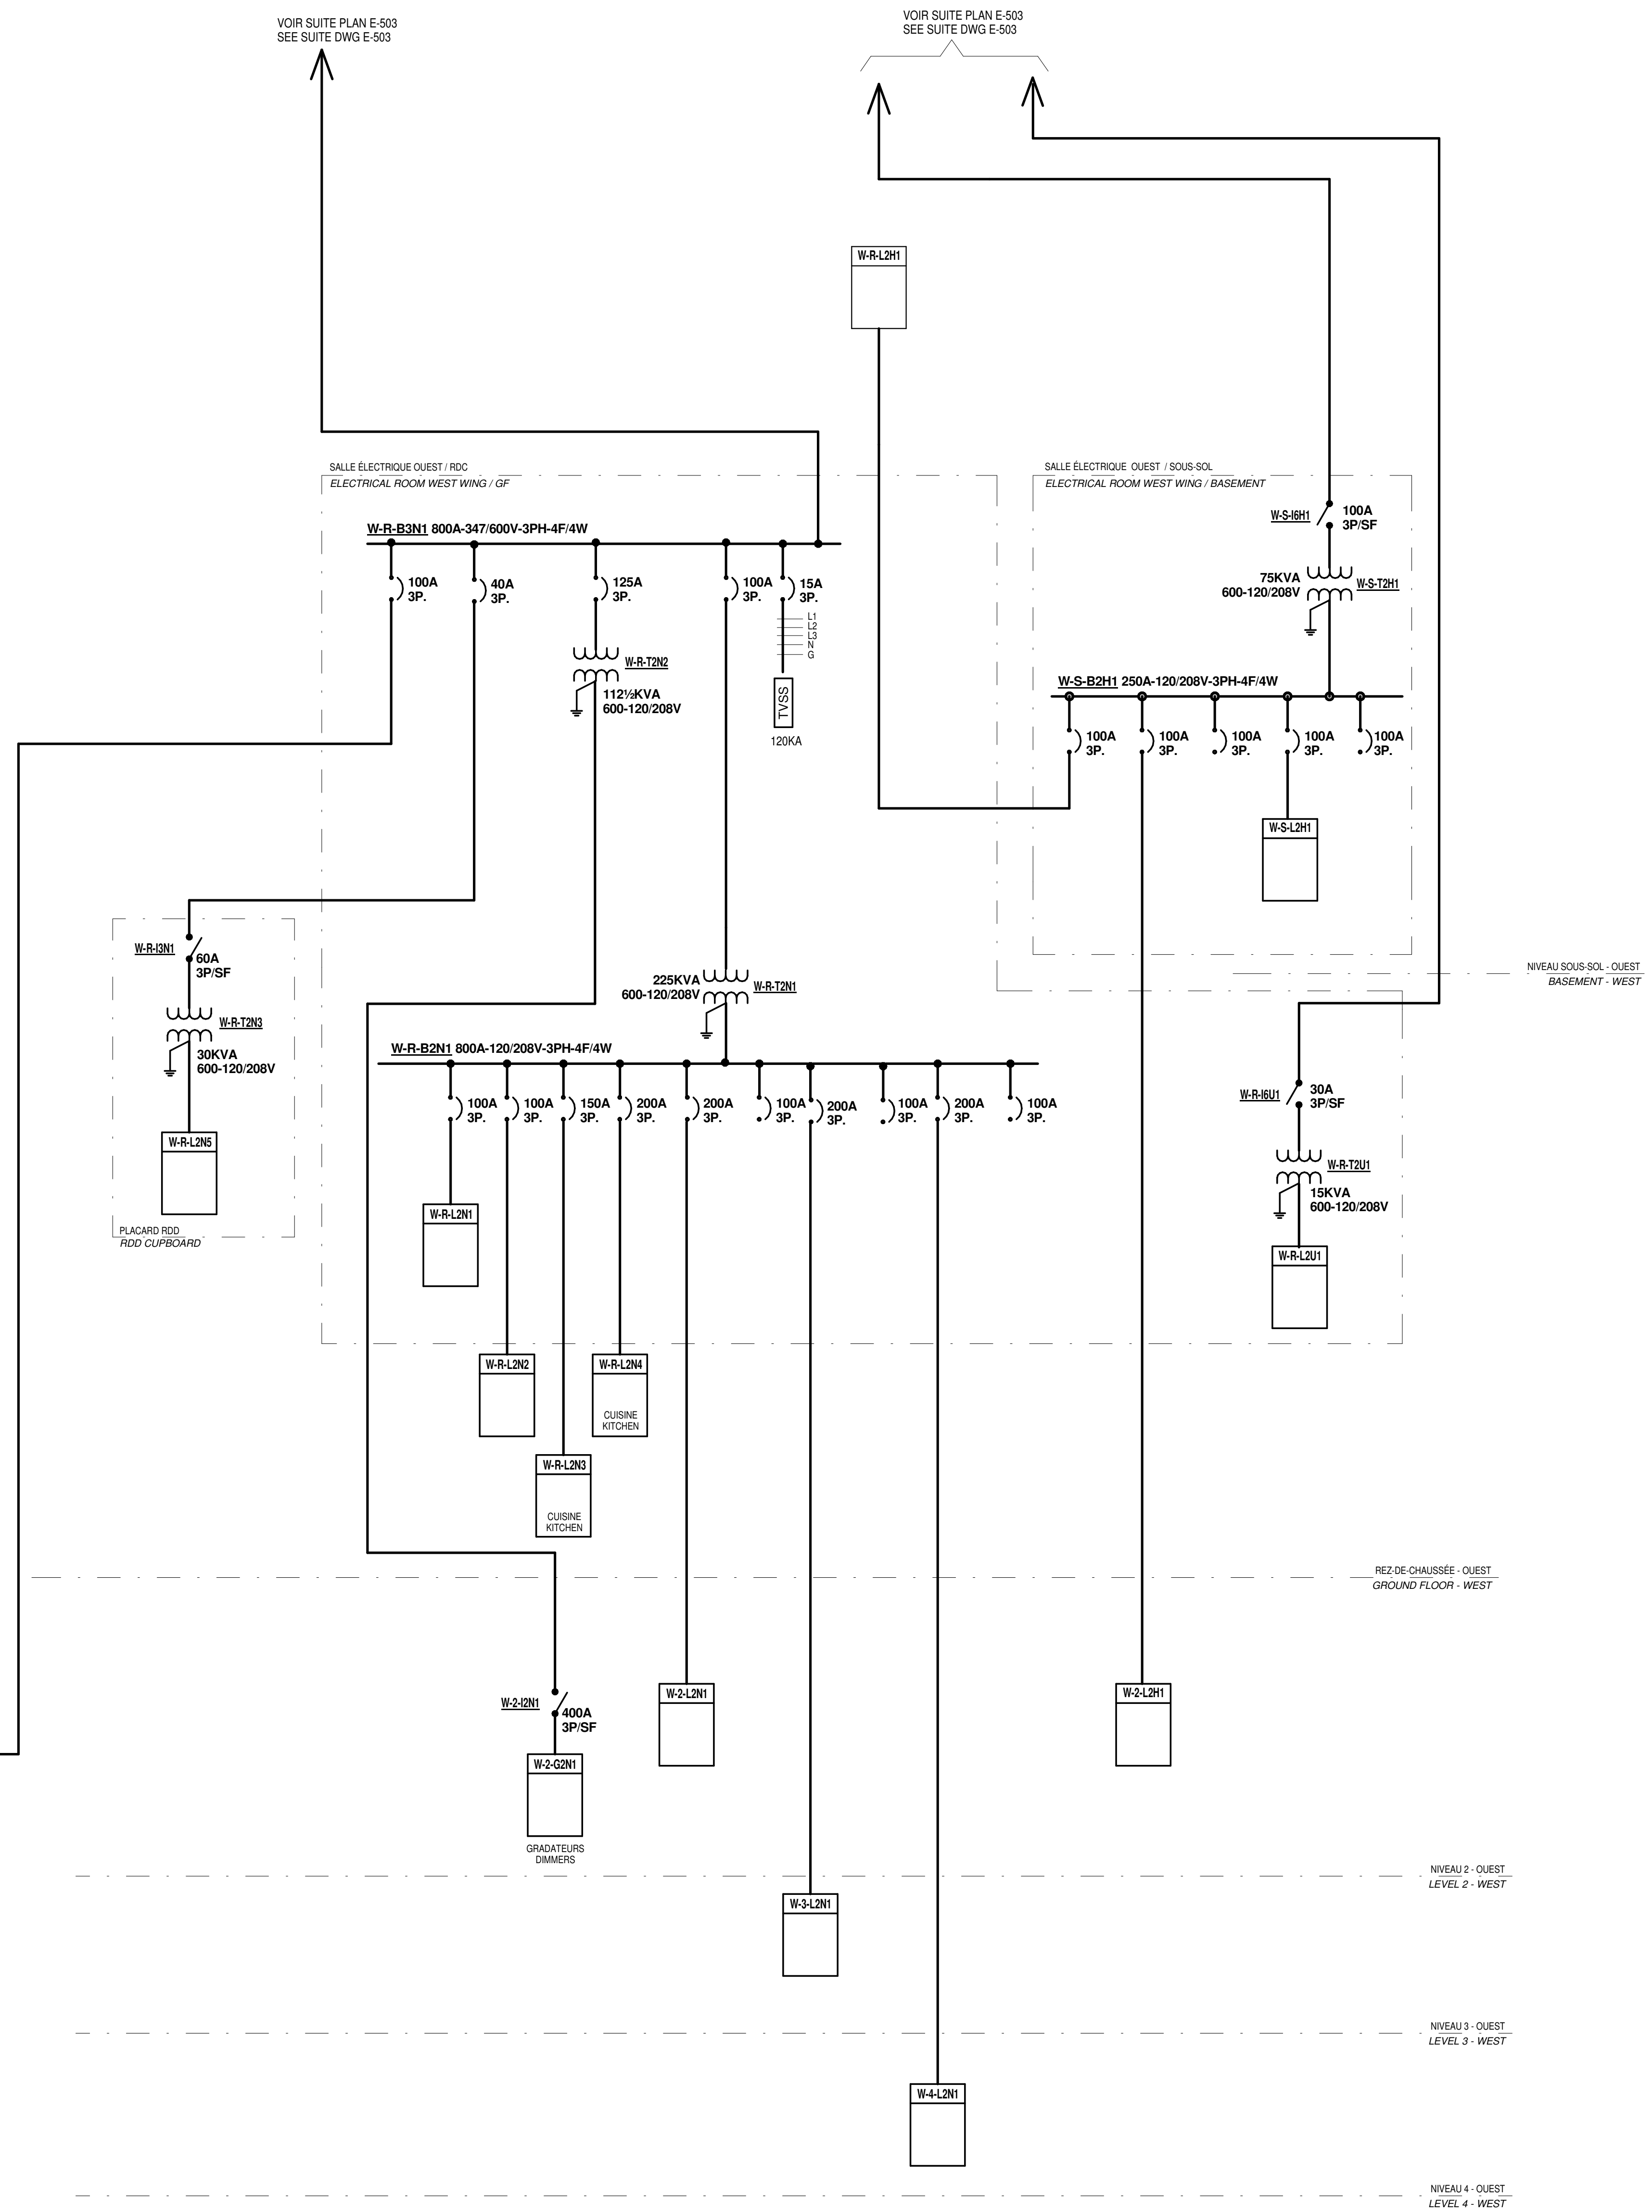 VOIR SUITE PLAN E-503
SEE SUITE DWG E-503
VOIR SUITE PLAN E-503
SEE SUITE DWG E-503
W-R-L2H1
SALLE ÉLECTRIQUE OUEST / RDC
ELECTRICAL ROOM WEST WING / GF
SALLE ÉLECTRIQUE OUEST / SOUS-SOL
ELECTRICAL ROOM WEST WING / BASEMENT
W-S-I6H1
100A
3P/SF
W-R-B3N1 800A-347/600V-3PH-4F/4W
100A
3P.
40A
3P.
125A
3P.
100A
3P.
15A
3P.
L1
L2
L3
N
G
TVSS
120KA
75KVA
600-120/208V
W-S-T2H1
W-R-T2N2
112½KVA
600-120/208V
W-S-B2H1 250A-120/208V-3PH-4F/4W
100A
3P.
100A
3P.
100A
3P.
100A
3P.
100A
3P.
W-S-L2H1
W-R-I3N1
60A
3P/SF
W-R-T2N3
30KVA
600-120/208V
W-R-L2N5
PLACARD RDD
RDD CUPBOARD
225KVA
600-120/208V
W-R-T2N1
NIVEAU SOUS-SOL - OUEST
BASEMENT - WEST
W-R-B2N1 800A-120/208V-3PH-4F/4W
100A
3P.
100A
3P.
150A
3P.
200A
3P.
200A
3P.
100A
3P.
200A
3P.
100A
3P.
200A
3P.
100A
3P.
W-R-I6U1
30A
3P/SF
W-R-T2U1
15KVA
600-120/208V
W-R-L2U1
W-R-L2N1
W-R-L2N2
W-R-L2N4
CUISINE
KITCHEN
W-R-L2N3
CUISINE
KITCHEN
REZ-DE-CHAUSSÉE - OUEST
GROUND FLOOR - WEST
W-2-I2N1
400A
3P/SF
W-2-G2N1
GRADATEURS
DIMMERS
W-2-L2N1
W-2-L2H1
NIVEAU 2 - OUEST
LEVEL 2 - WEST
W-3-L2N1
NIVEAU 3 - OUEST
LEVEL 3 - WEST
W-4-L2N1
NIVEAU 4 - OUEST
LEVEL 4 - WEST